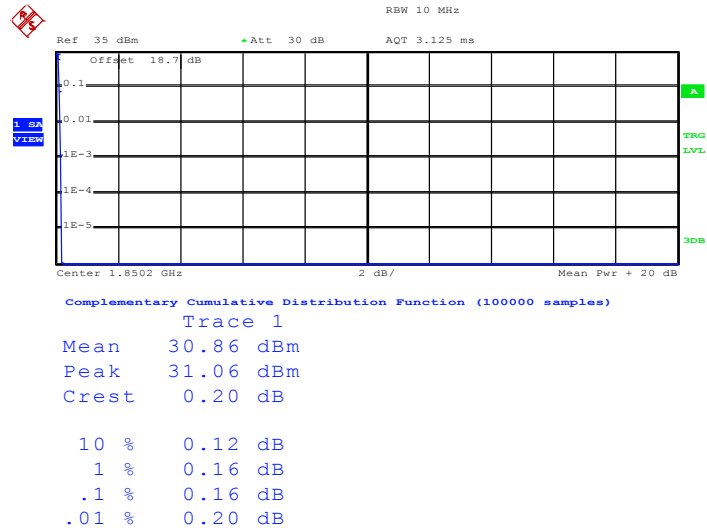 RBW 10 MHz
Ref 35 dBm * Att 30 dB AQT 3.125 ms
Offset 18.7 dB
0.1
A
0.01
1 SA
VIEW
TRG
LVL
1E-3
1E-4
1E-5
3DB
Center 1.8502 GHz 2 dB/ Mean Pwr + 20 dB
Complementary Cumulative Distribution Function (100000 samples)
Trace 1
Mean 30.86 dBm
Peak 31.06 dBm
Crest 0.20 dB
10 % 0.12 dB
1 % 0.16 dB
.1 % 0.16 dB
.01 % 0.20 dB